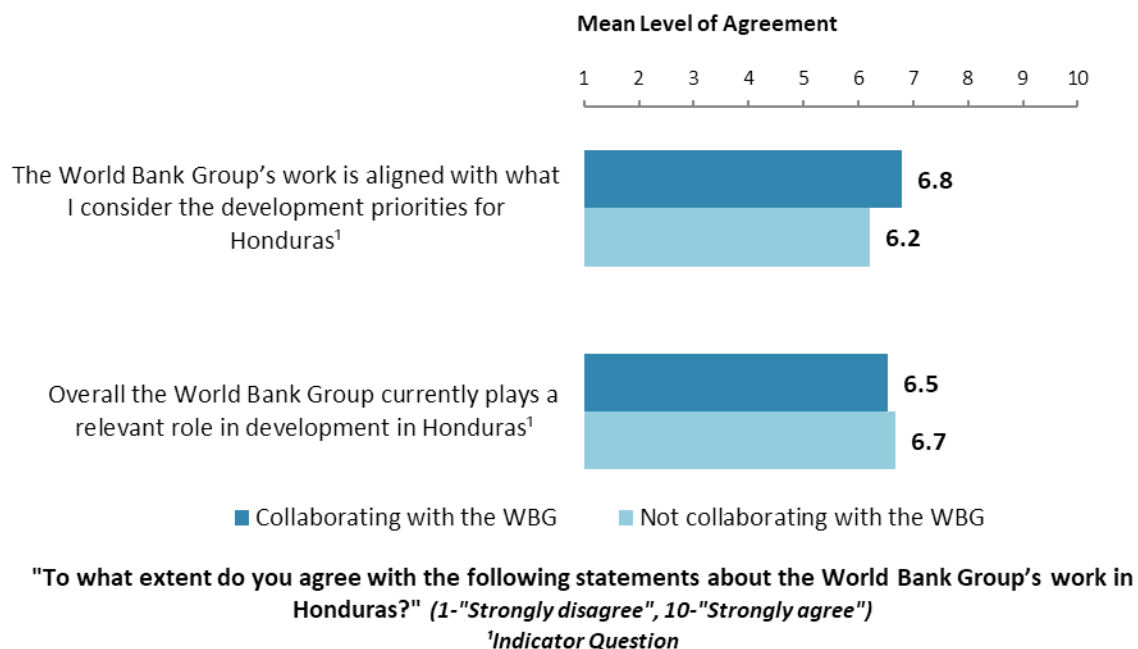 Mean Level of Agreement
1 2 3 4 5 6 7 8 9 10
The World Bank Group’s work is aligned with what
I consider the development priorities for
Honduras¹
6.8
6.2
Overall the World Bank Group currently plays a
relevant role in development in Honduras¹
6.5
6.7
Collaborating with the WBG Not collaborating with the WBG
"To what extent do you agree with the following statements about the World Bank Group’s work in
Honduras?" (1-"Strongly disagree", 10-"Strongly agree")
¹Indicator Question